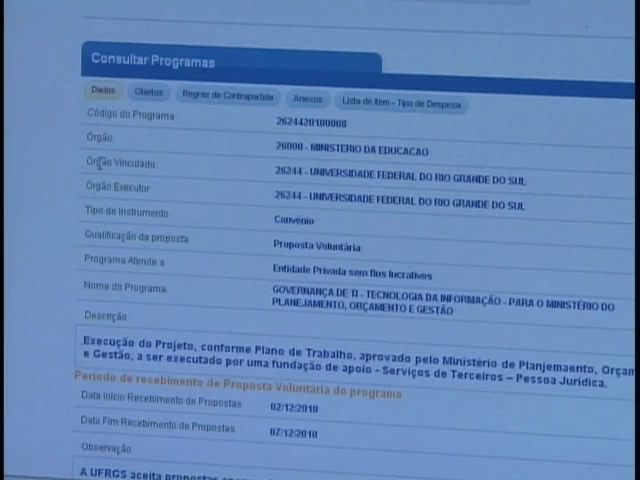 Consultar Programas
Dados Objetos Regras de Contrapartida Anexos Lista de Item - Tipo de Despesa
Código do Programa 2624420100008
Órgão 26000 - MINISTERIO DA EDUCACAO
Órgão Vinculado 26244 - UNIVERSIDADE FEDERAL DO RIO GRANDE DO SUL
Órgão Executor 26244 - UNIVERSIDADE FEDERAL DO RIO GRANDE DO SUL
Tipo de Instrumento Convênio
Qualificação da proposta Proposta Voluntária
Programa Atende a Entidade Privada sem fins lucrativos
Nome do Programa GOVERNANÇA DE TI - TECNOLOGIA DA INFORMAÇÃO - PARA O MINISTÉRIO DO
PLANEJAMENTO, ORÇAMENTO E GESTÃO
Descrição
Execução do Projeto, conforme Plano de Trabalho, aprovado pelo Ministério de Planjemaento, Orçam
e Gestão, a ser executado por uma fundação de apoio - Serviços de Terceiros – Pessoa Jurídica.
Período de recebimento de Proposta Voluntária do programa
Data Início Recebimento de Propostas 02/12/2010
Data Fim Recebimento de Propostas 07/12/2010
Observação
A UFRGS aceita propostas